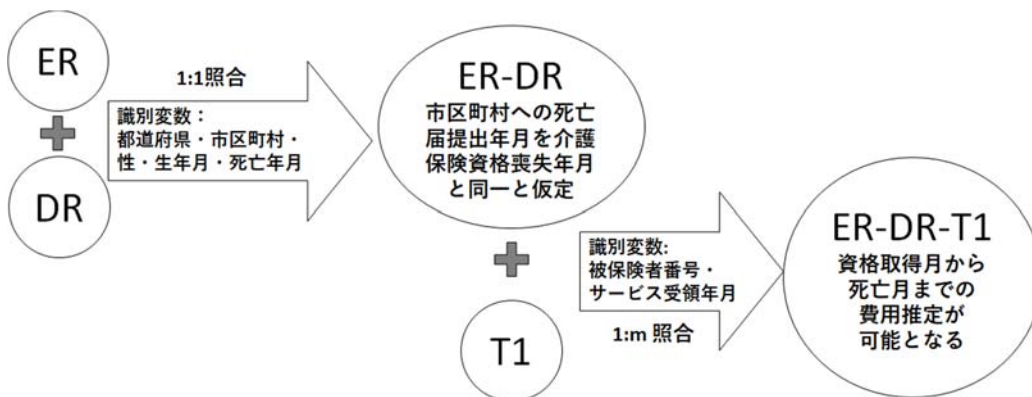 ER
DR
1:1照合
識別変数：
都道府県・市区町村・
性・生年月・死亡年月
ER-DR
市区町村への死亡
届提出年月を介護
保険資格喪失年月
と同一と仮定
T1
識別変数:
被保険者番号・
サービス受領年月
1:m 照合
ER-DR-T1
資格取得月から
死亡月までの
費用推定が
可能となる